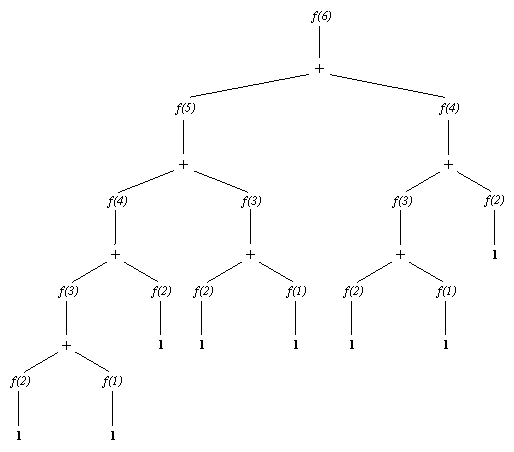 f(6)
+
f(5) f(4)
+ +
f(4) f(3) f(3) f(2)
+ + + 1
f(3) f(2) f(2) f(1) f(2) f(1)
+ 1 1 1 1 1
f(2) f(1)
1 1